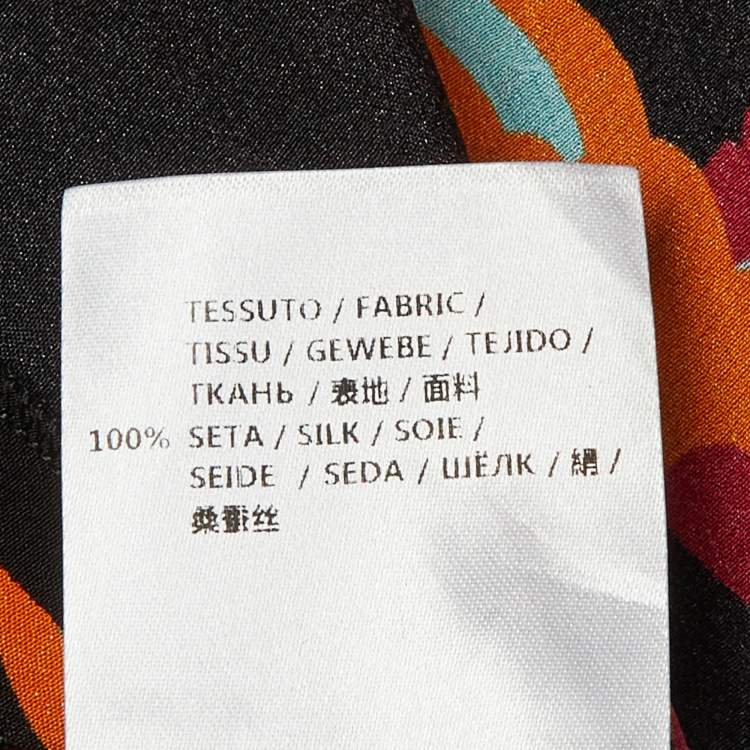 TESSUTO / FABRIC /
TISSU / GEWEBE / TEJIDO /
ТКАНЬ / 表地 / 面料
100% SETA / SILK / SOIE /
SEIDE / SEDA / ШЁЛК / 絹 /
桑蚕丝